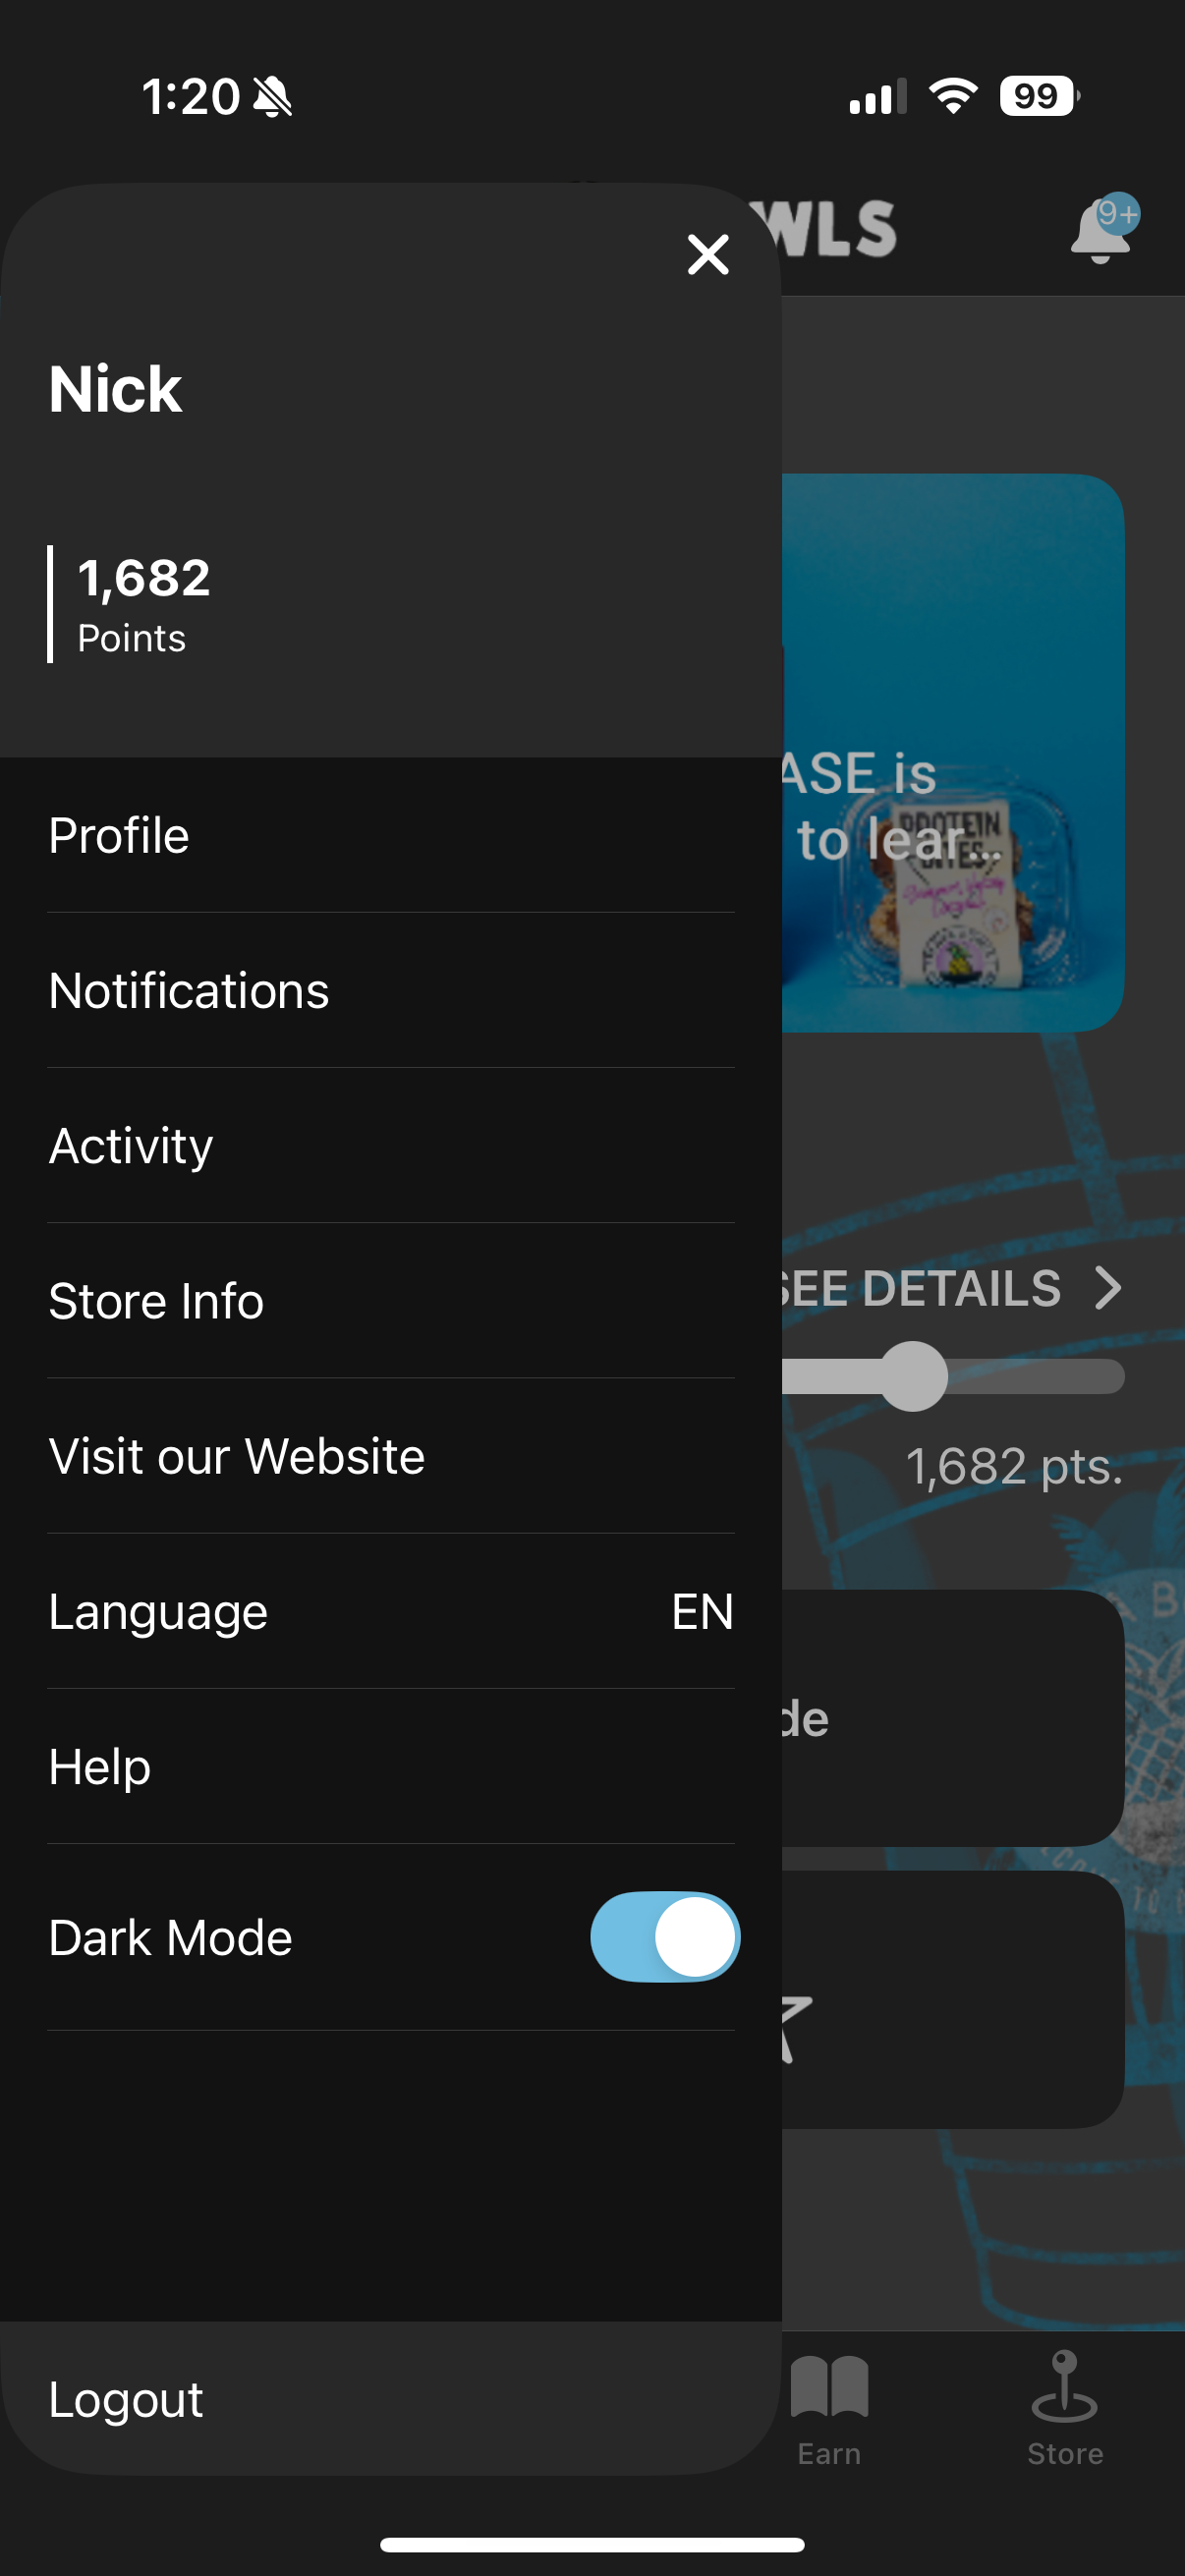 1:20 99
WLS 9+
Nick
1,682
Points
ASE is
to lear...
PROTEIN
BITES
Profile
Notifications
Activity
Store Info
SEE DETAILS
Visit our Website
1,682 pts.
Language EN
de
Help
Dark Mode
Logout
Earn Store